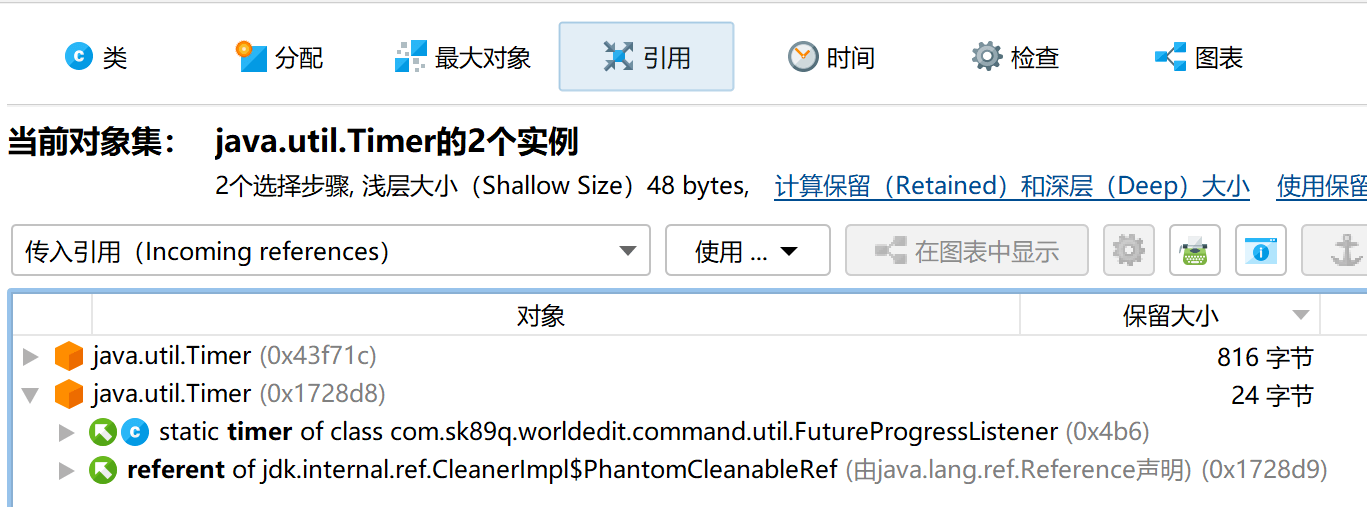 类 分配 最大对象 引用 时间 检查 图表
当前对象集： java.util.Timer的2个实例
2个选择步骤, 浅层大小（Shallow Size）48 bytes, 计算保留（Retained）和深层（Deep）大小 使用保留
传入引用（Incoming references） 使用 ... 在图表中显示
对象 保留大小
java.util.Timer (0x43f71c) 816 字节
java.util.Timer (0x1728d8) 24 字节
static timer of class com.sk89q.worldedit.command.util.FutureProgressListener (0x4b6)
referent of jdk.internal.ref.CleanerImpl$PhantomCleanableRef (由java.lang.ref.Reference声明) (0x1728d9)